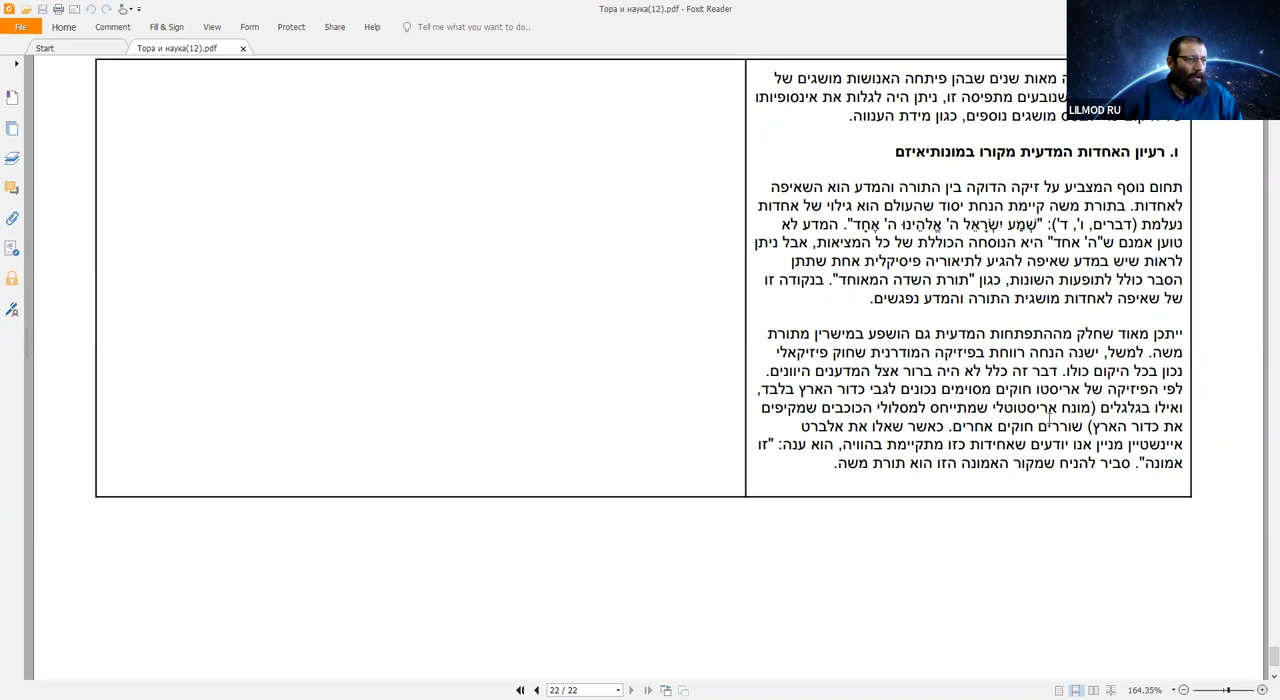 Тора и наука(12).pdf - Foxit Reader
File Home Comment Fill & Sign View Form Protect Share Help Tell me what you want to do..
Start Тора и наука(12).pdf
LILMOD RU
מאות שנים שבהן פיתחה האנושות מושגים של
שנובעים מתפיסה זו, ניתן היה לגלות את אינסופיותו
מושגים נוספים, כגון מידת הענווה.
ו. רעיון האחדות המדעית מקורו במונותיאיזם
תחום נוסף המצביע על זיקה הדוקה בין התורה והמדע הוא השאיפה
לאחדות. בתורת משה קיימת הנחת יסוד שהעולם הוא גילוי של אחדות
נעלמת (דברים, ו', ד'): "שְׁמַע יִשְׂרָאֵל ה' אֱלֹהֵינוּ ה' אֶחָד". המדע לא
טוען אמנם ש"ה' אחד" היא הנוסחה הכוללת של כל המציאות, אבל ניתן
לראות שיש במדע שאיפה להגיע לתיאוריה פיסיקלית אחת שתתן
הסבר כולל לתופעות השונות, כגון "תורת השדה המאוחד". בנקודה זו
של שאיפה לאחדות מושגית התורה והמדע נפגשים.
ייתכן מאוד שחלק מההתפתחות המדעית גם הושפע במישרין מתורת
משה. למשל, ישנה הנחה רווחת בפיזיקה המודרנית שחוק פיזיקאלי
נכון בכל היקום כולו. דבר זה כלל לא היה ברור אצל המדענים היוונים.
לפי הפיזיקה של אריסטו חוקים מסוימים נכונים לגבי כדור הארץ בלבד,
ואילו בגלגלים (מונח אריסטוטלי שמתייחס למסלולי הכוכבים שמקיפים
את כדור הארץ) שוררים חוקים אחרים. כאשר שאלו את אלברט
איינשטיין מניין אנו יודעים שאחידות כזו מתקיימת בהוויה, הוא ענה: "זו
אמונה". סביר להניח שמקור האמונה הזו הוא תורת משה.
22 / 22
164.35%